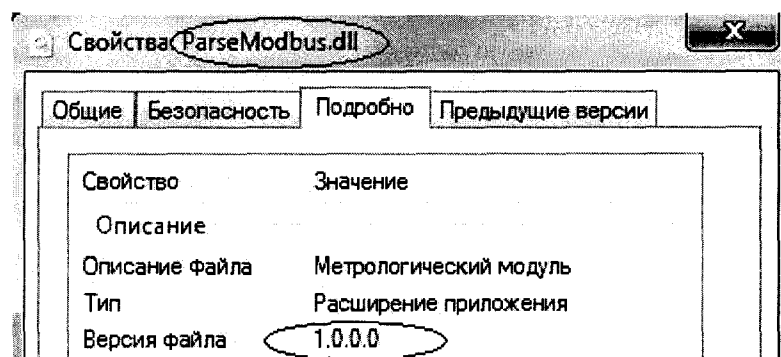 Свойства: ParseModbus.dll
Общие Безопасность Подробно Предыдущие версии
Свойство Значение
Описание
Описание файла Метрологический модуль
Тип Расширение приложения
Версия файла 1.0.0.0